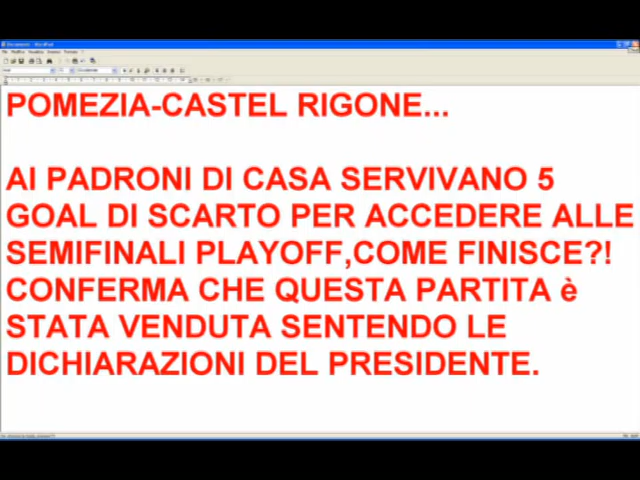 POMEZIA-CASTEL RIGONE...
AI PADRONI DI CASA SERVIVANO 5
GOAL DI SCARTO PER ACCEDERE ALLE
SEMIFINALI PLAYOFF,COME FINISCE?!
CONFERMA CHE QUESTA PARTITA è
STATA VENDUTA SENTENDO LE
DICHIARAZIONI DEL PRESIDENTE.